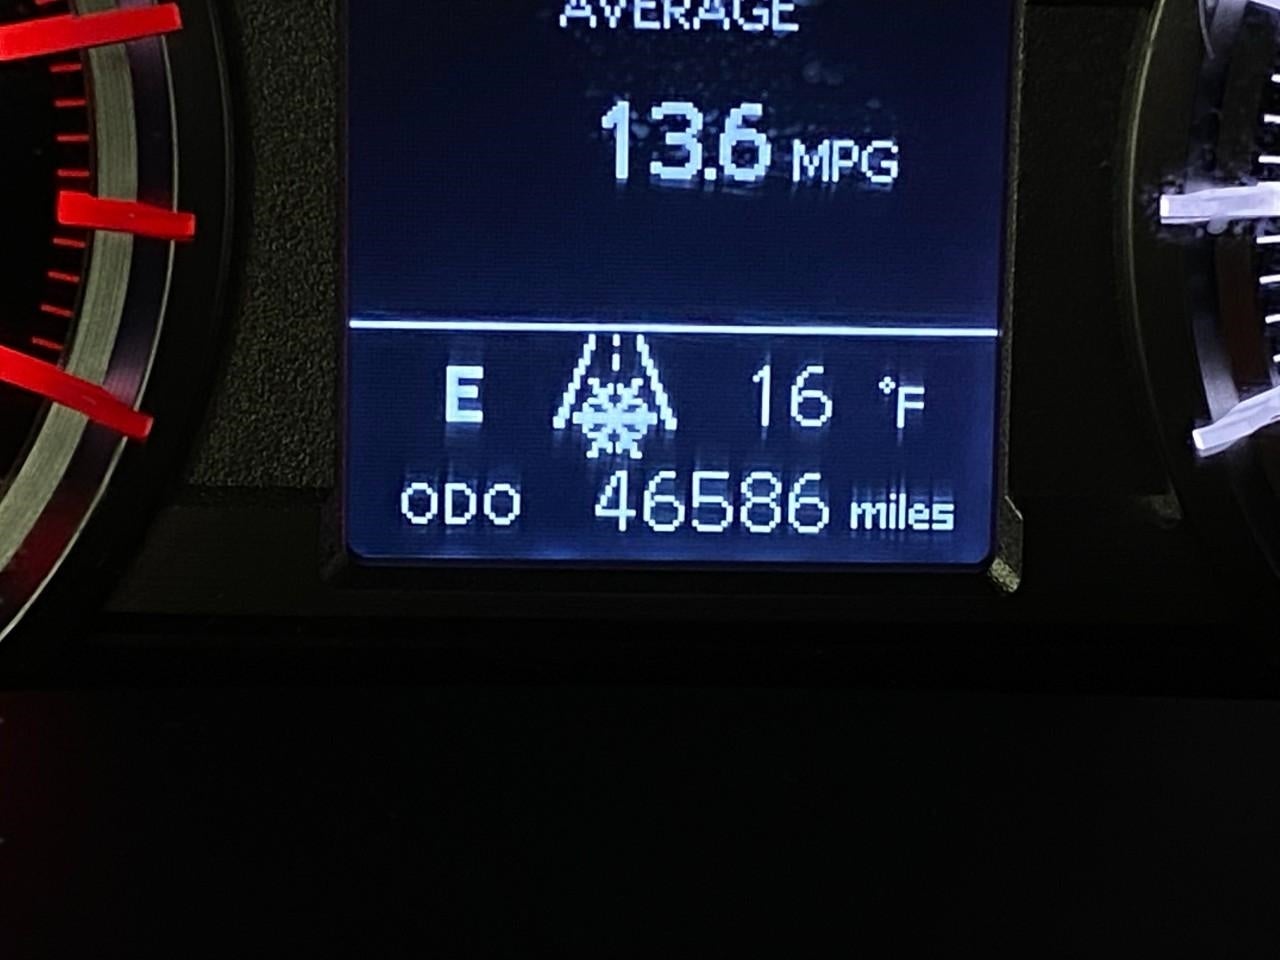 AVERAGE
13.6 MPG
E 16 °F
ODO 46586 miles